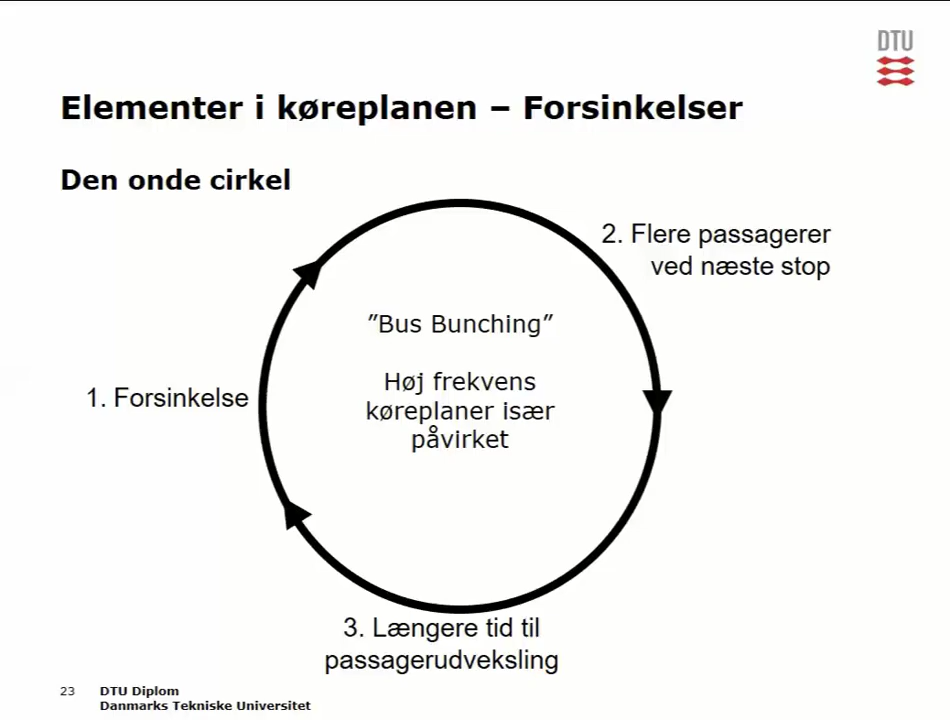 DTU
Elementer i køreplanen – Forsinkelser
Den onde cirkel
2. Flere passagerer
ved næste stop
”Bus Bunching”
Høj frekvens
køreplaner især
påvirket
1. Forsinkelse
3. Længere tid til
passagerudveksling
23 DTU Diplom
Danmarks Tekniske Universitet